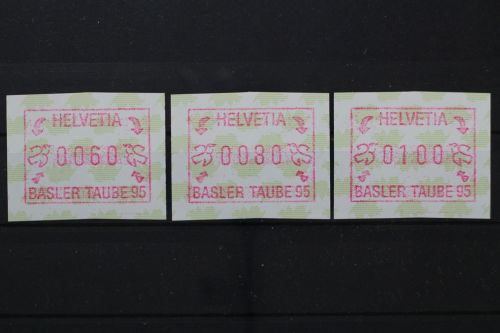 HELVETIA
0060
BASLER TAUBE 95
HELVETIA
0080
BASLER TAUBE 95
HELVETIA
0100
BASLER TAUBE 95